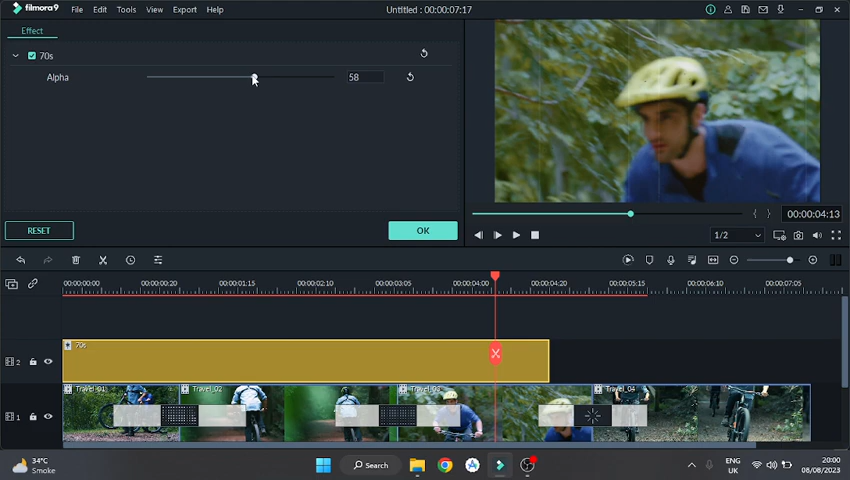 filmora9 File Edit Tools View Export Help Untitled : 00:00:07:17
Effect
70s
Alpha 58
RESET OK
00:00:04:13
1/2
00:00:00:00 00:00:00:20 00:00:01:15 00:00:02:10 00:00:03:05 00:00:04:00 00:00:04:20 00:00:05:15 00:00:06:10 00:00:07:05
70s
2
Travel_01 Travel_02 Travel_03 Travel_04
1
34°C
Smoke
Search
ENG
UK
20:00
08/08/2023